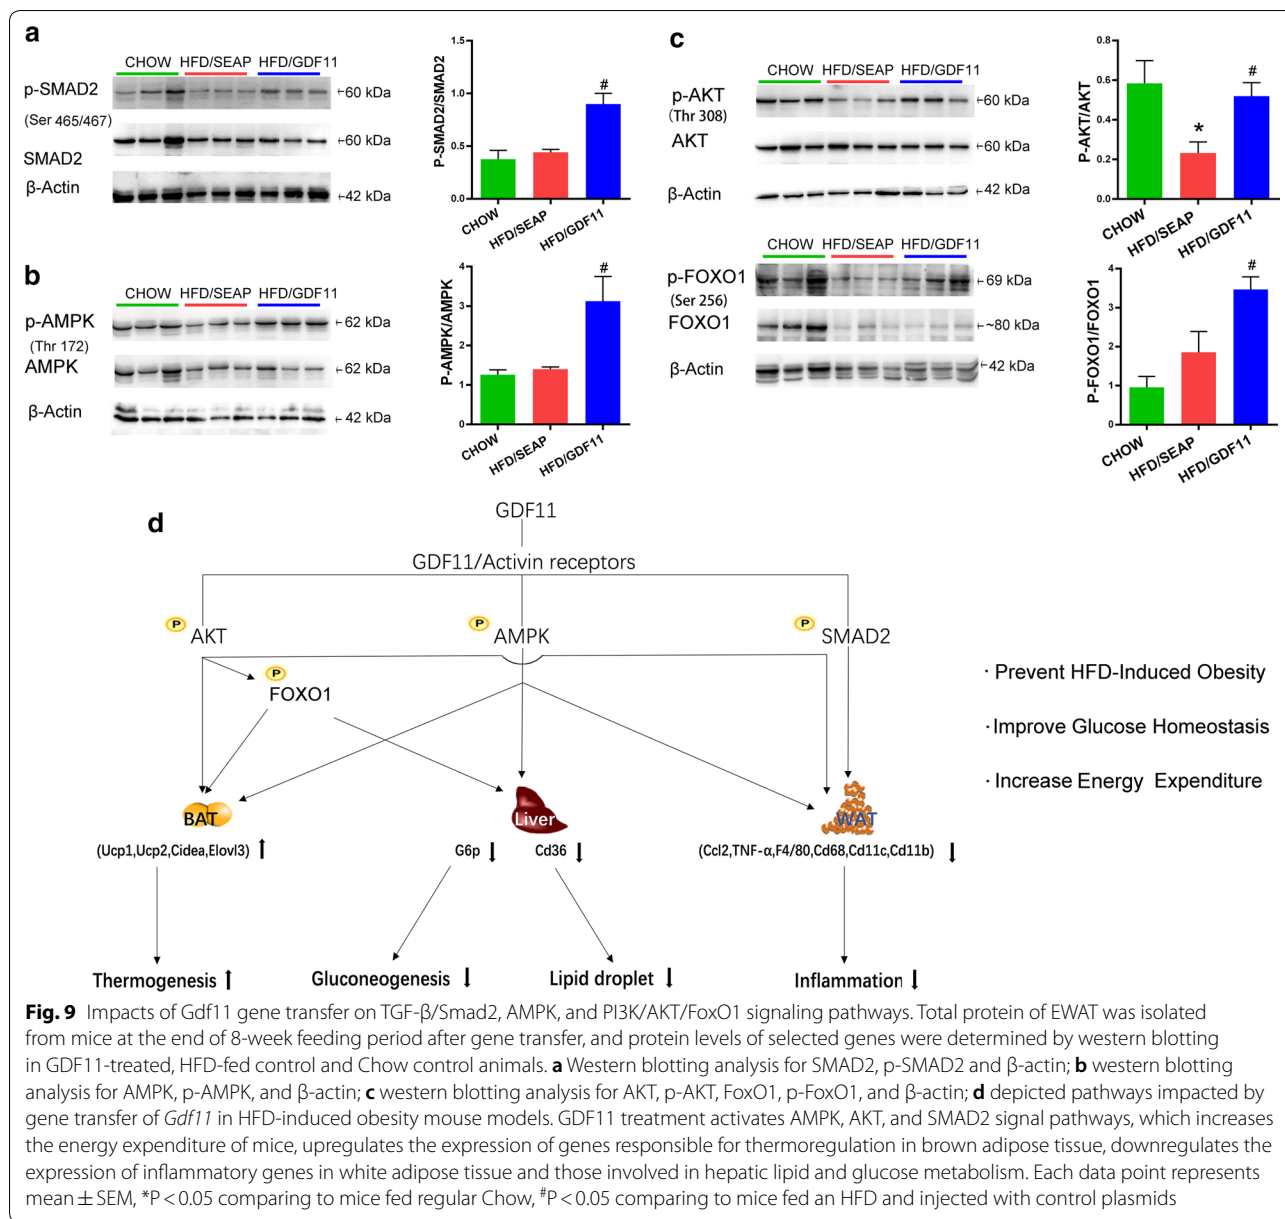 a
CHOW HFD/SEAP HFD/GDF11
p-SMAD2
(Ser 465/467)
60 kDa
SMAD2
60 kDa
β-Actin
42 kDa
P-SMAD2/SMAD2
1.5
1.0
0.5
0.0
#
CHOW
HFD/SEAP
HFD/GDF11
b
CHOW HFD/SEAP HFD/GDF11
p-AMPK
(Thr 172)
62 kDa
AMPK
62 kDa
β-Actin
42 kDa
P-AMPK/AMPK
4
3
2
1
0
#
CHOW
HFD/SEAP
HFD/GDF11
c
CHOW HFD/SEAP HFD/GDF11
p-AKT
(Thr 308)
60 kDa
AKT
60 kDa
β-Actin
42 kDa
P-AKT/AKT
0.8
0.6
0.4
0.2
0.0
*
#
CHOW
HFD/SEAP
HFD/GDF11
CHOW HFD/SEAP HFD/GDF11
p-FOXO1
(Ser 256)
69 kDa
FOXO1
~80 kDa
β-Actin
42 kDa
P-FOXO1/FOXO1
4
3
2
1
0
#
CHOW
HFD/SEAP
HFD/GDF11
d
GDF11
GDF11/Activin receptors
P AKT
P AMPK
P SMAD2
P
FOXO1
· Prevent HFD-Induced Obesity
· Improve Glucose Homeostasis
· Increase Energy Expenditure
BAT
Liver
WAT
(Ucp1,Ucp2,Cidea,Elovl3) ↑
G6p ↓ Cd36 ↓
(Ccl2,TNF-α,F4/80,Cd68,Cd11c,Cd11b) ↓
Thermogenesis ↑
Gluconeogenesis ↓
Lipid droplet ↓
Inflammation ↓
Fig. 9 Impacts of Gdf11 gene transfer on TGF-β/Smad2, AMPK, and PI3K/AKT/FoxO1 signaling pathways. Total protein of EWAT was isolated
from mice at the end of 8-week feeding period after gene transfer, and protein levels of selected genes were determined by western blotting
in GDF11-treated, HFD-fed control and Chow control animals. a Western blotting analysis for SMAD2, p-SMAD2 and β-actin; b western blotting
analysis for AMPK, p-AMPK, and β-actin; c western blotting analysis for AKT, p-AKT, FoxO1, p-FoxO1, and β-actin; d depicted pathways impacted by
gene transfer of Gdf11 in HFD-induced obesity mouse models. GDF11 treatment activates AMPK, AKT, and SMAD2 signal pathways, which increases
the energy expenditure of mice, upregulates the expression of genes responsible for thermoregulation in brown adipose tissue, downregulates the
expression of inflammatory genes in white adipose tissue and those involved in hepatic lipid and glucose metabolism. Each data point represents
mean ± SEM, *P < 0.05 comparing to mice fed regular Chow, #P < 0.05 comparing to mice fed an HFD and injected with control plasmids